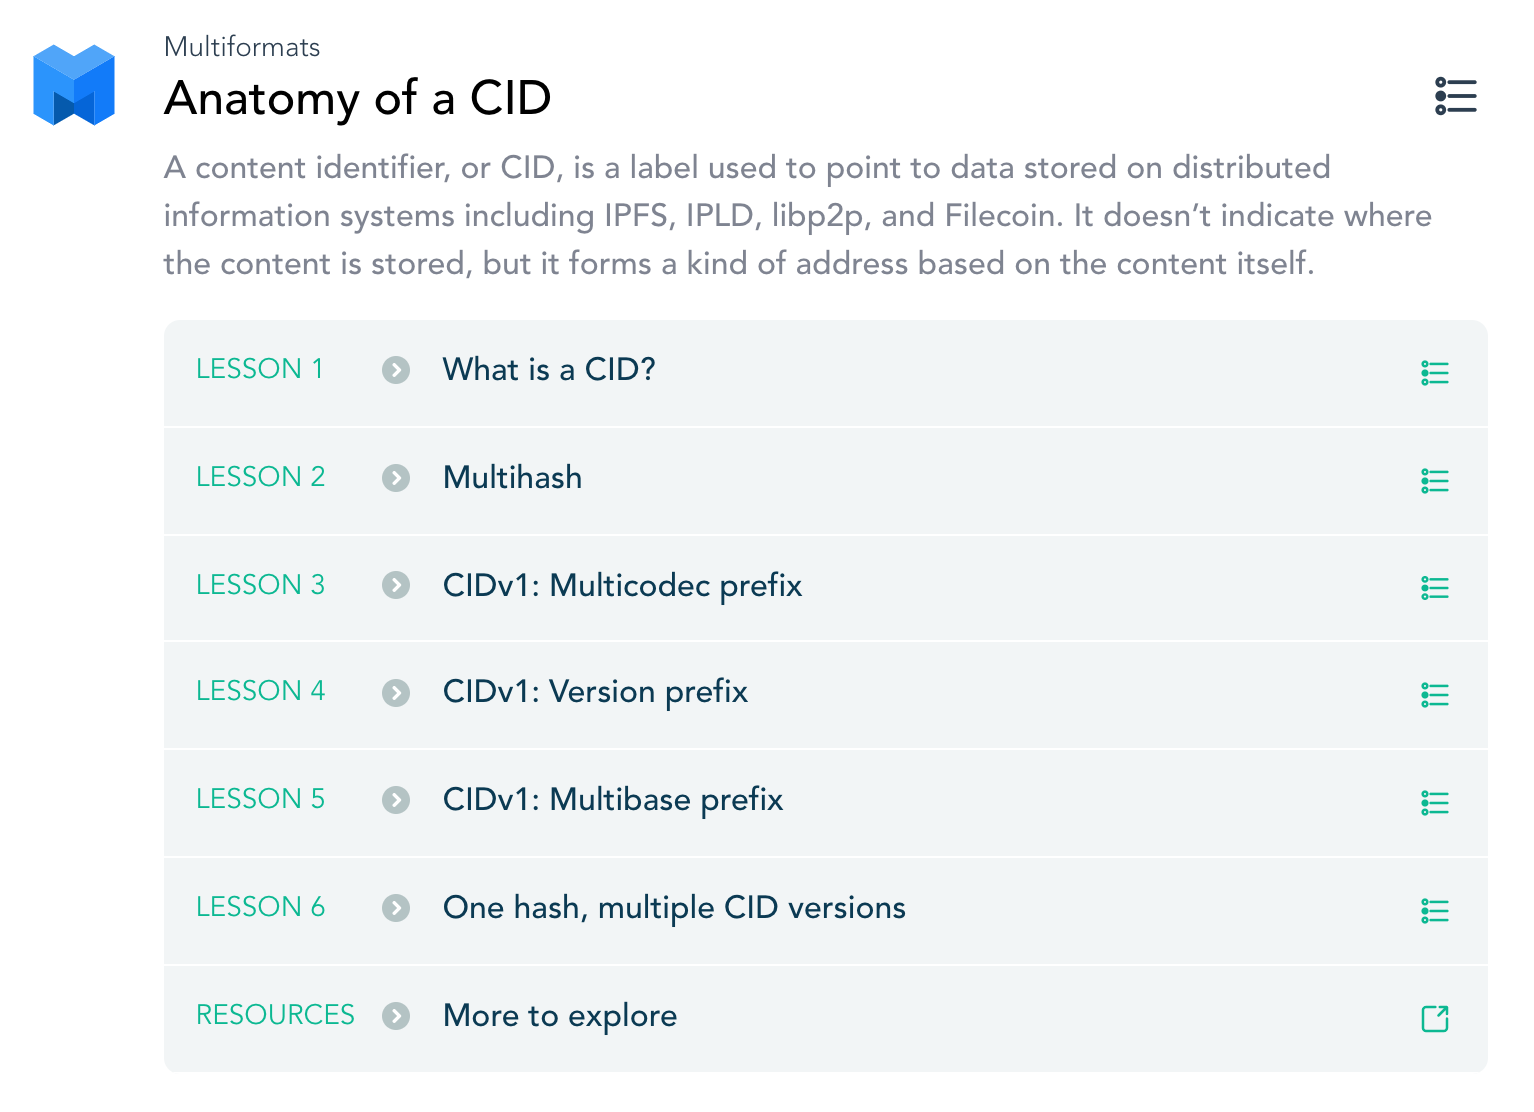 Multiformats
Anatomy of a CID
A content identifier, or CID, is a label used to point to data stored on distributed
information systems including IPFS, IPLD, libp2p, and Filecoin. It doesn’t indicate where
the content is stored, but it forms a kind of address based on the content itself.
LESSON 1 What is a CID?
LESSON 2 Multihash
LESSON 3 CIDv1: Multicodec prefix
LESSON 4 CIDv1: Version prefix
LESSON 5 CIDv1: Multibase prefix
LESSON 6 One hash, multiple CID versions
RESOURCES More to explore